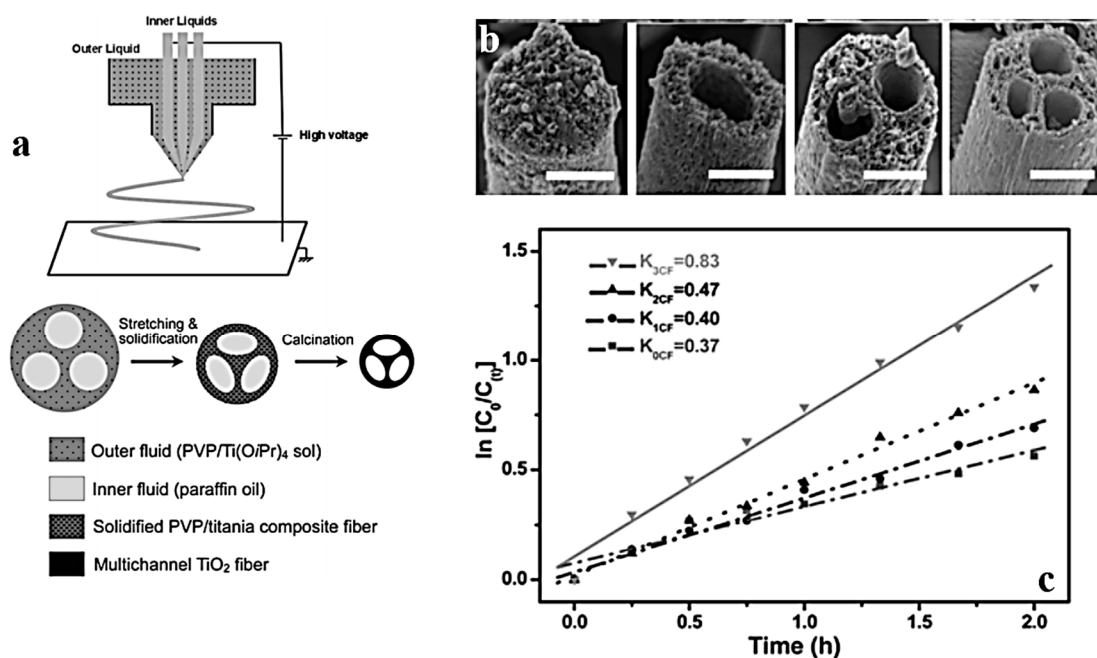 a
Inner Liquids
Outer Liquid
High voltage
Stretching &
solidification
Calcination
Outer fluid (PVP/Ti(OiPr)₄ sol)
Inner fluid (paraffin oil)
Solidified PVP/titania composite fiber
Multichannel TiO₂ fiber
b
ln [C₀/C₍t₎]
1.5
1.0
0.5
0.0
K₃CF=0.83
K₂CF=0.47
K₁CF=0.40
K₀CF=0.37
c
0.0 0.5 1.0 1.5 2.0
Time (h)